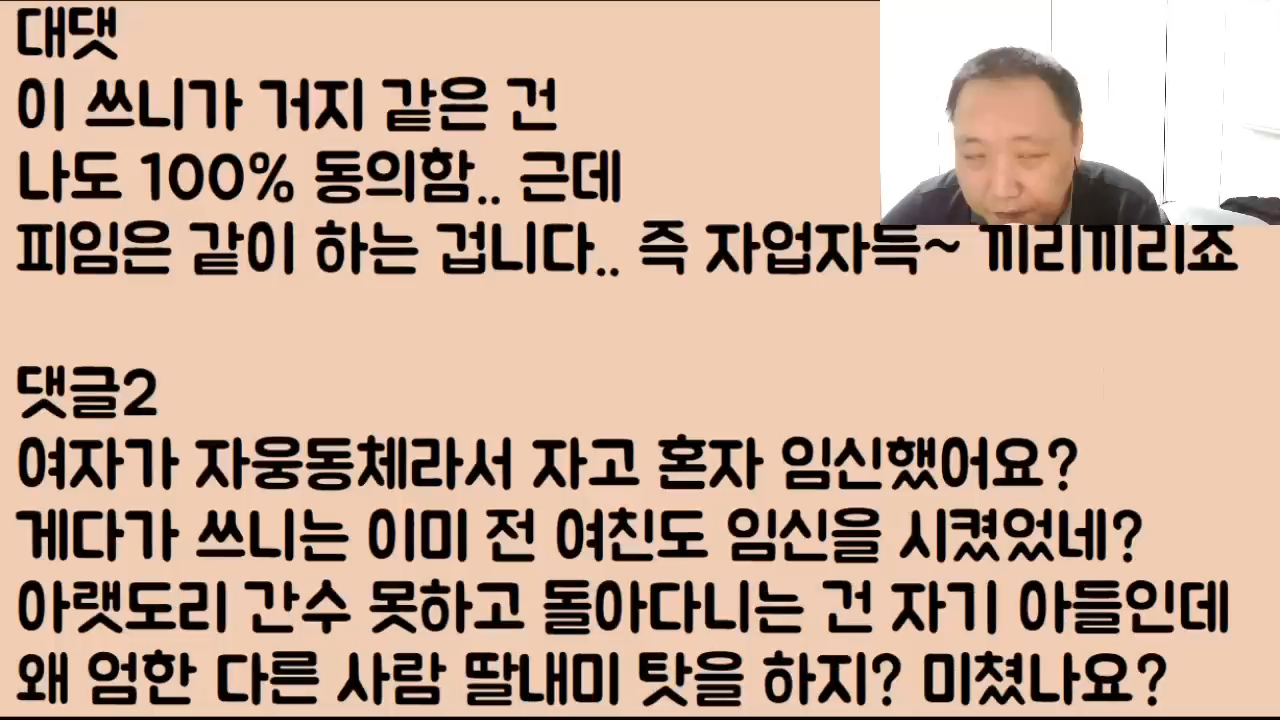 대댓
이 쓰니가 거지 같은 건
나도 100% 동의함.. 근데
피임은 같이 하는 겁니다.. 즉 자업자득~ 끼리끼리죠
댓글2
여자가 자웅동체라서 자고 혼자 임신했어요?
게다가 쓰니는 이미 전 여친도 임신을 시켰었네?
아랫도리 간수 못하고 돌아다니는 건 자기 아들인데
왜 엄한 다른 사람 딸내미 탓을 하지? 미쳤나요?